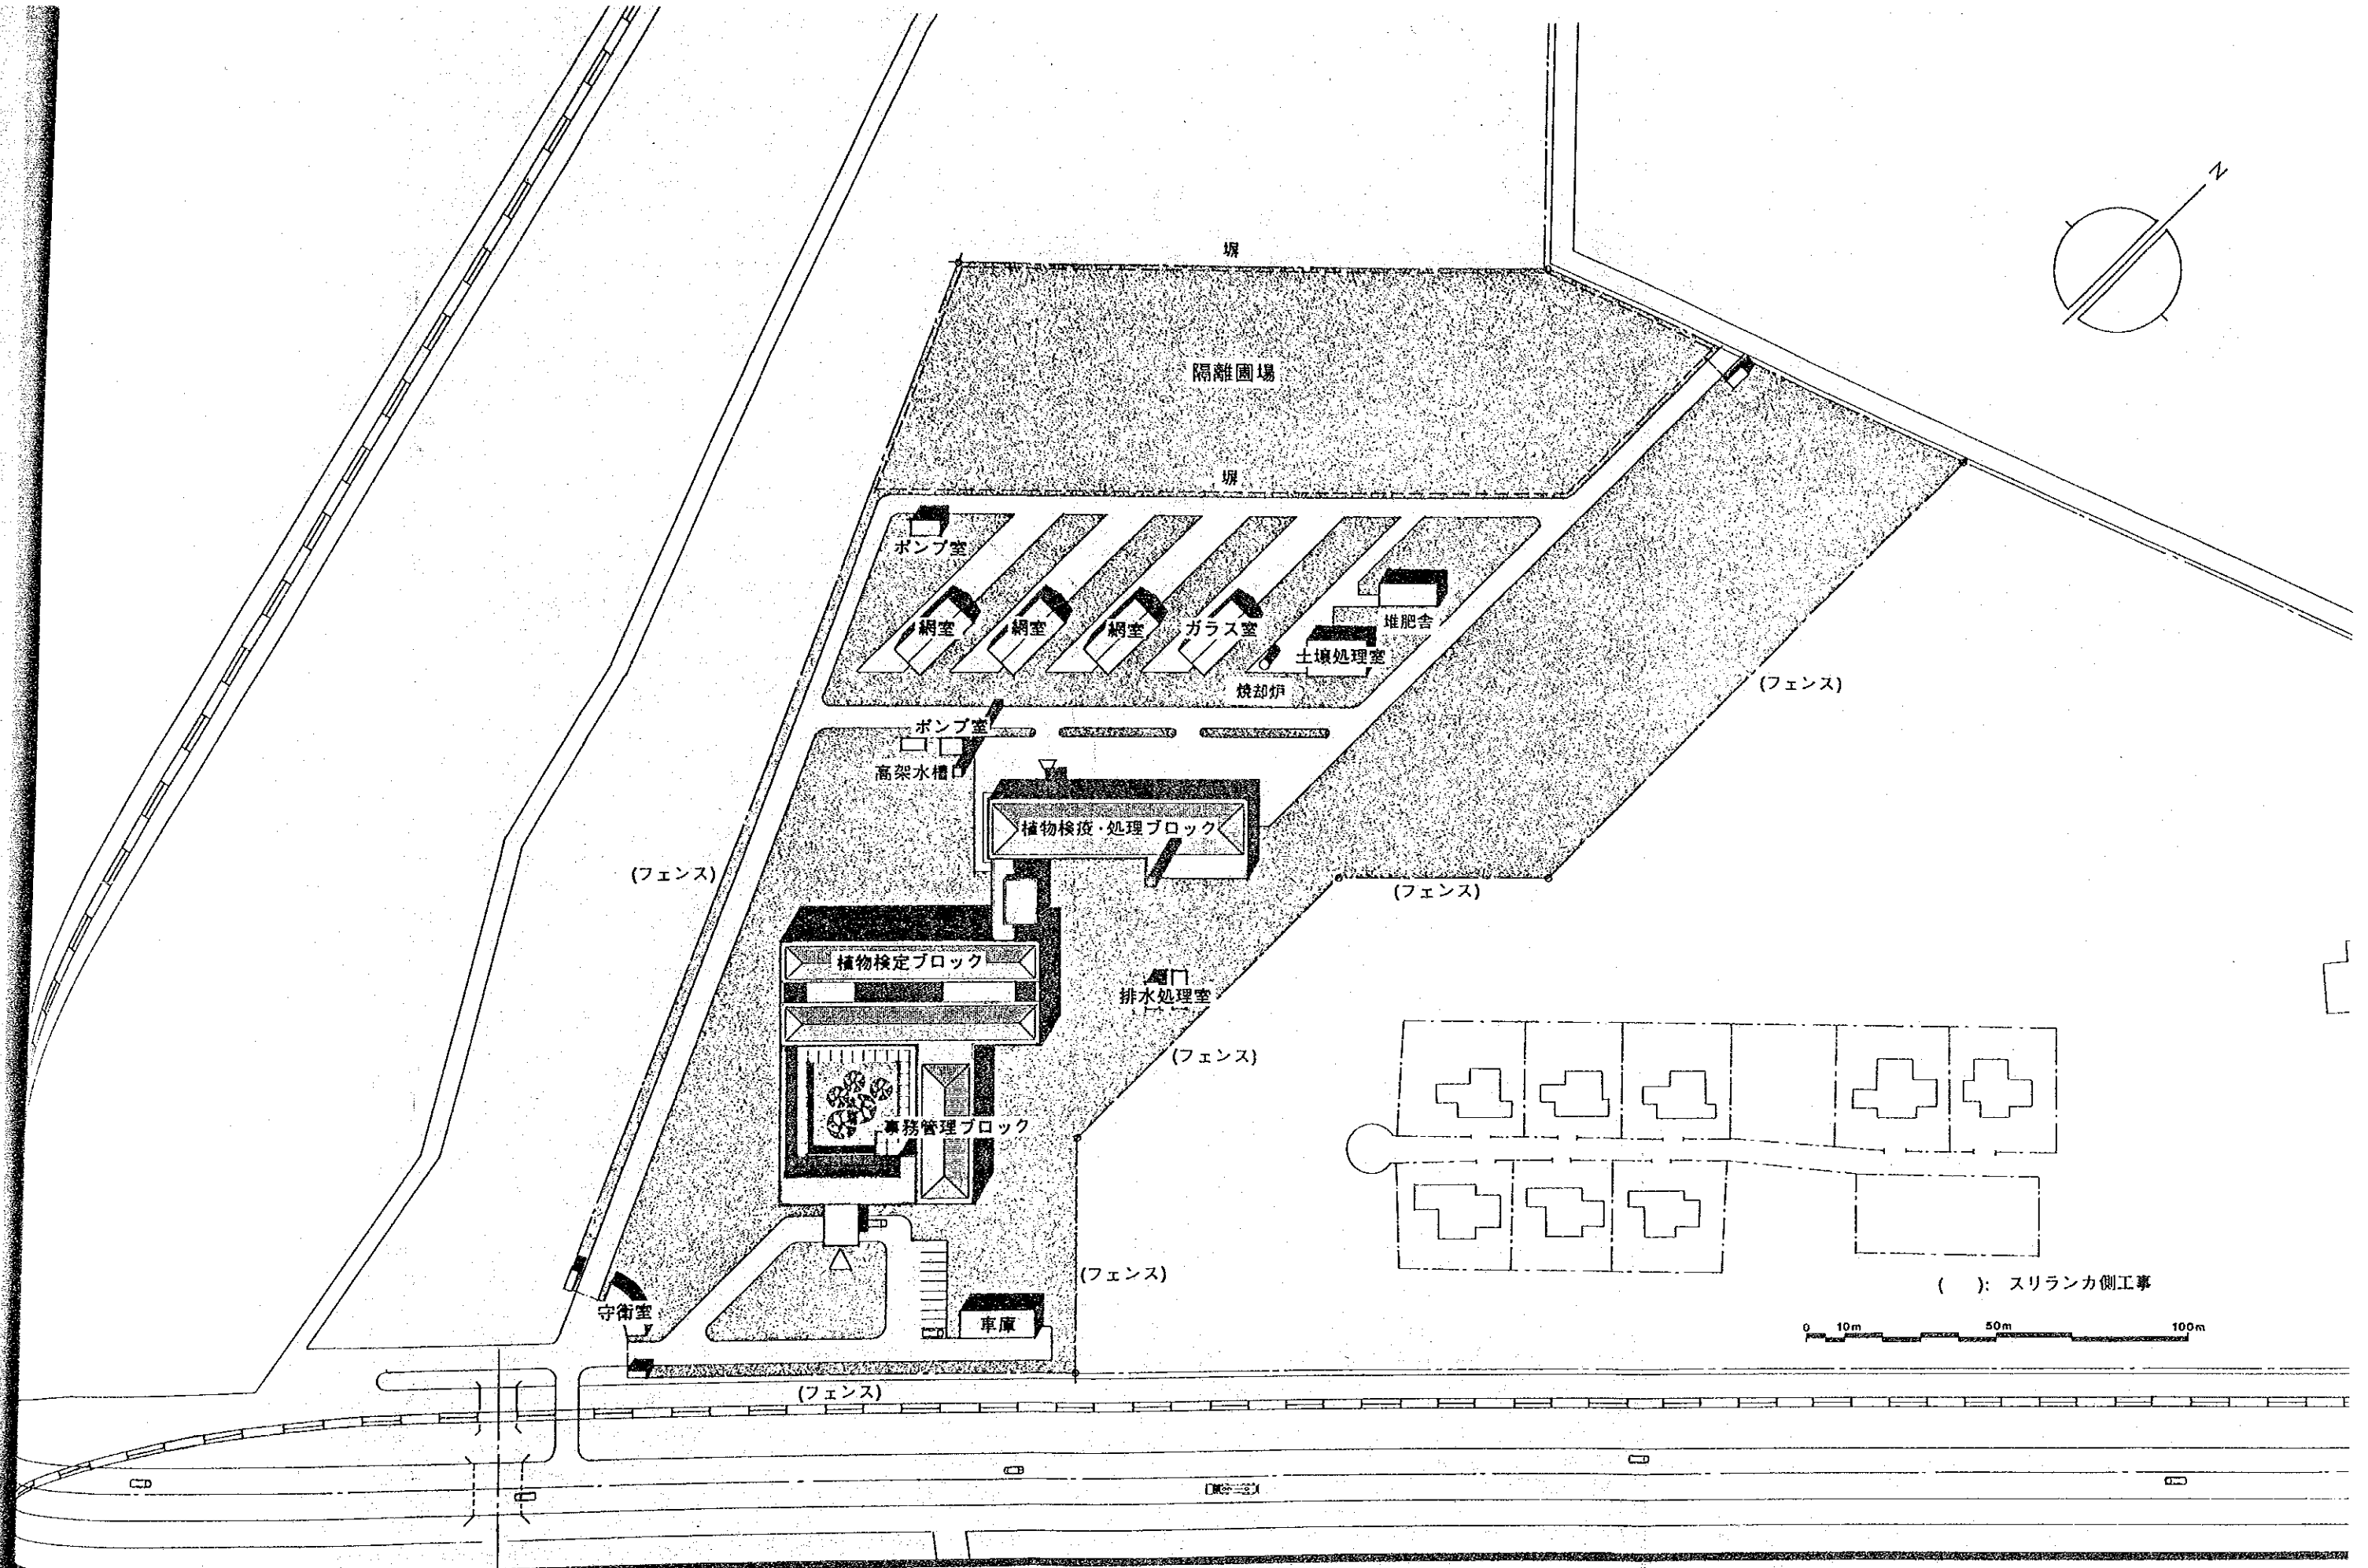 N
塀
隔離圃場
塀
ポンプ室
網室
網室
網室
ガラス室
堆肥舎
土壌処理室
焼却炉
(フェンス)
ポンプ室
高架水槽
植物検疫・処理ブロック
(フェンス)
(フェンス)
植物検定ブロック
排水処理室
(フェンス)
事務管理ブロック
(フェンス)
( ): スリランカ側工事
守衛室
車庫
0 10m 50m 100m
(フェンス)